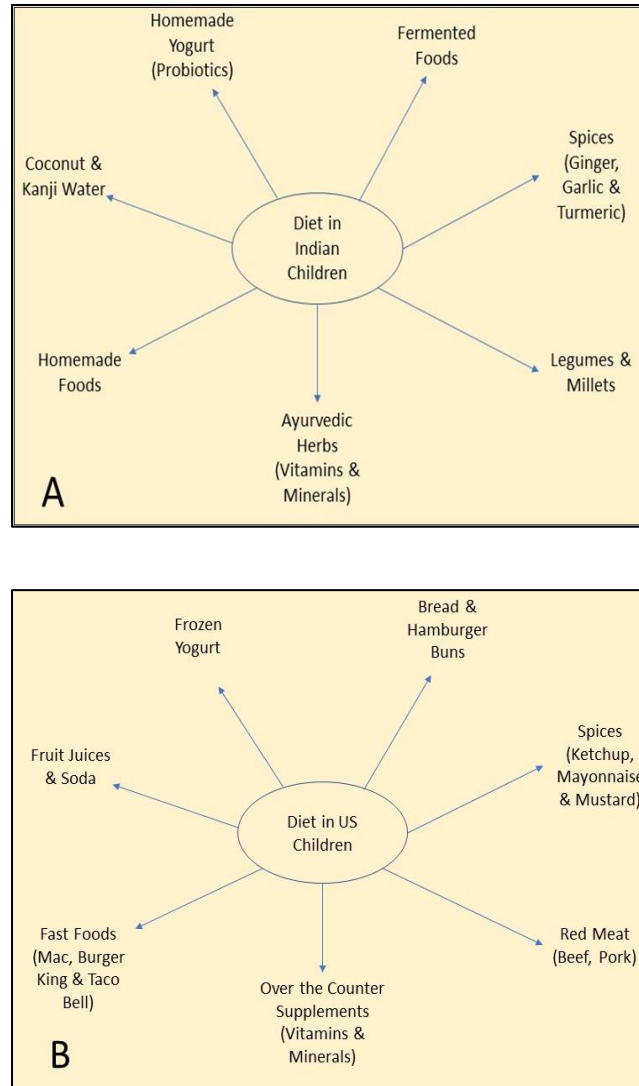 Homemade
Yogurt
(Probiotics)
Fermented
Foods
Spices
(Ginger,
Garlic &
Turmeric)
Coconut &
Kanji Water
Diet in
Indian
Children
Homemade
Foods
Legumes &
Millets
Ayurvedic
Herbs
(Vitamins &
Minerals)
A
Bread &
Hamburger
Buns
Frozen
Yogurt
Spices
(Ketchup,
Mayonnaise
& Mustard)
Fruit Juices
& Soda
Diet in US
Children
Fast Foods
(Mac, Burger
King & Taco
Bell)
Red Meat
(Beef, Pork)
Over the Counter
Supplements
(Vitamins &
Minerals)
B